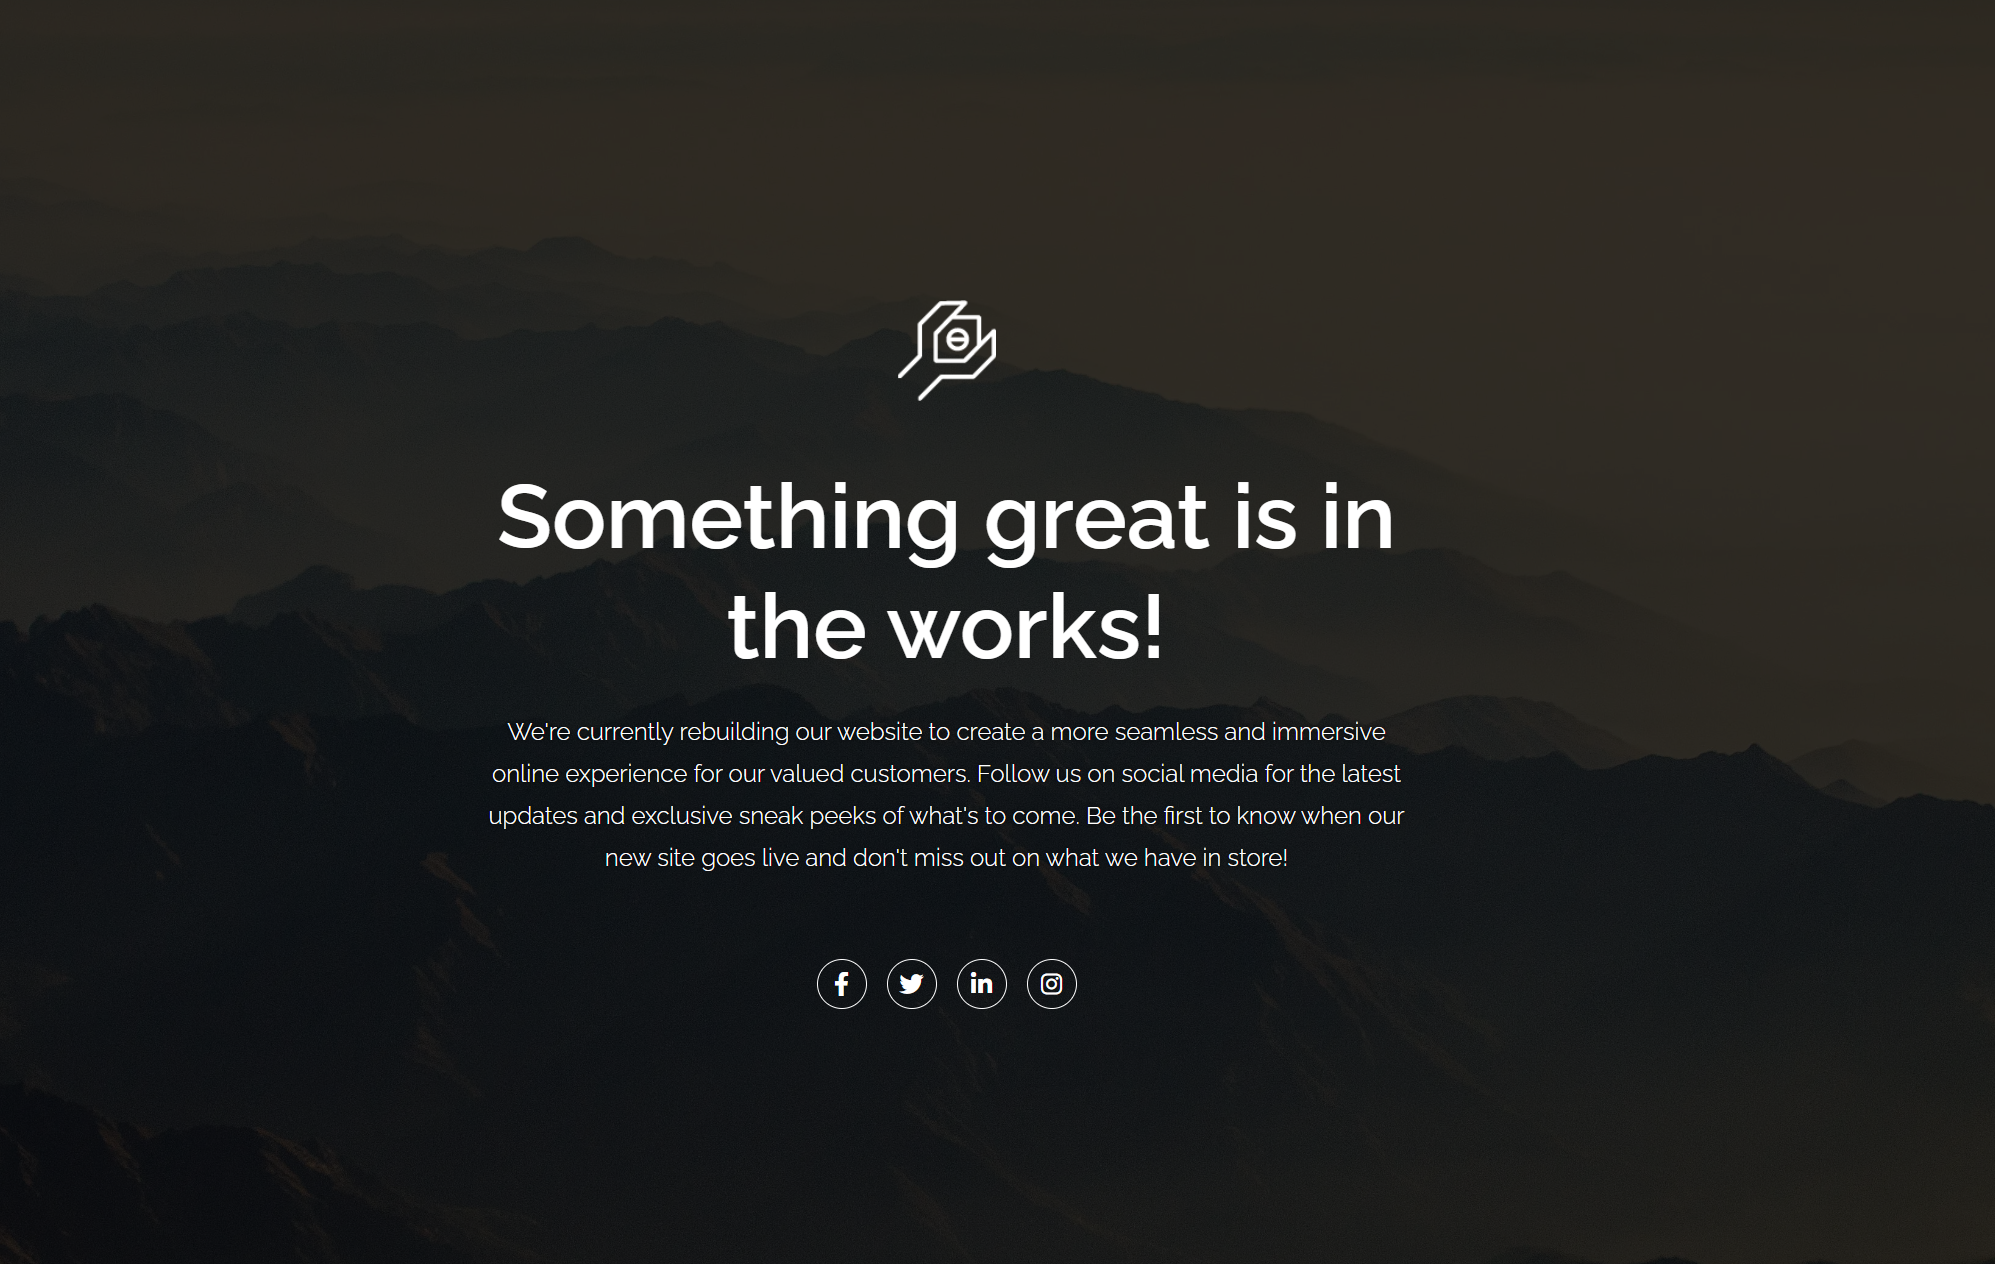 Something great is in
the works!
We're currently rebuilding our website to create a more seamless and immersive
online experience for our valued customers. Follow us on social media for the latest
updates and exclusive sneak peeks of what's to come. Be the first to know when our
new site goes live and don't miss out on what we have in store!